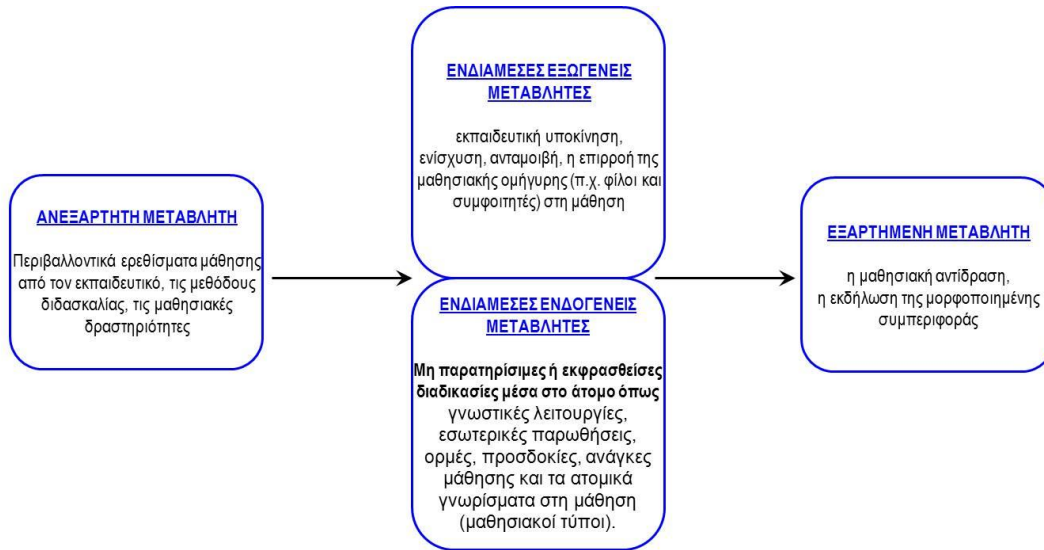 ΕΝΔΙΑΜΕΣΕΣ ΕΞΩΓΕΝΕΙΣ
ΜΕΤΑΒΛΗΤΕΣ
εκπαιδευτική υποκίνηση,
ενίσχυση, ανταμοιβή, η επιρροή της
μαθησιακής ομήγυρης (π.χ. φίλοι και
συμφοιτητές) στη μάθηση
ΑΝΕΞΑΡΤΗΤΗ ΜΕΤΑΒΛΗΤΗ
Περιβαλλοντικά ερεθίσματα μάθησης
από τον εκπαιδευτικό, τις μεθόδους
διδασκαλίας, τις μαθησιακές
δραστηριότητες
ΕΝΔΙΑΜΕΣΕΣ ΕΝΔΟΓΕΝΕΙΣ
ΜΕΤΑΒΛΗΤΕΣ
Μη παρατηρίσιμες ή εκφρασθείσες
διαδικασίες μέσα στο άτομο όπως
γνωστικές λειτουργίες,
εσωτερικές παρωθήσεις,
ορμές, προσδοκίες, ανάγκες
μάθησης και τα ατομικά
γνωρίσματα στη μάθηση
(μαθησιακοί τύποι).
ΕΞΑΡΤΗΜΕΝΗ ΜΕΤΑΒΛΗΤΗ
η μαθησιακή αντίδραση,
η εκδήλωση της μορφοποιημένης
συμπεριφοράς